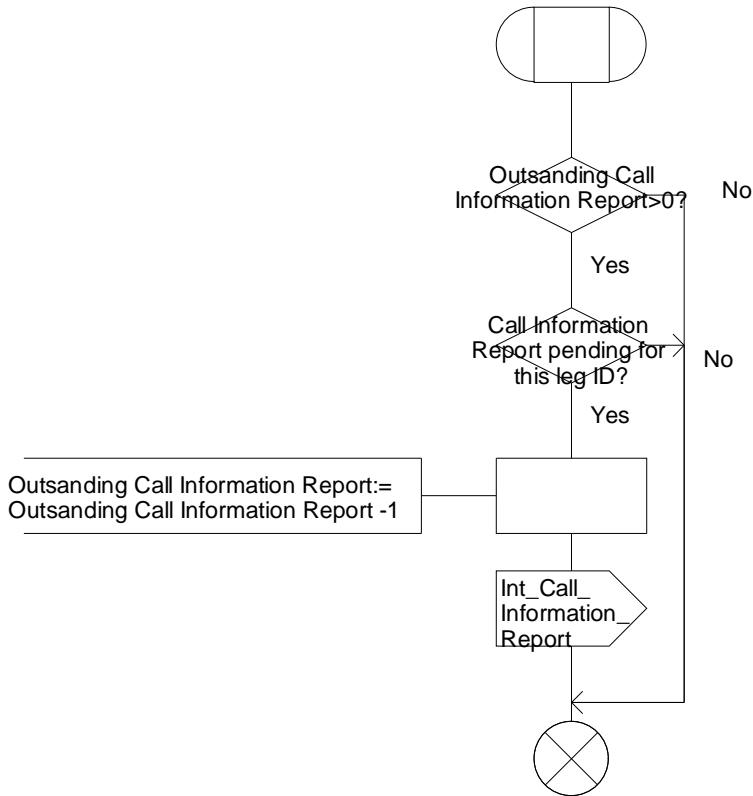 Outsanding Call
Information Report>0?
No
Yes
Call Information
Report pending for
this leg ID?
No
Yes
Outsanding Call Information Report:=
Outsanding Call Information Report -1
Int_Call_
Information_
Report